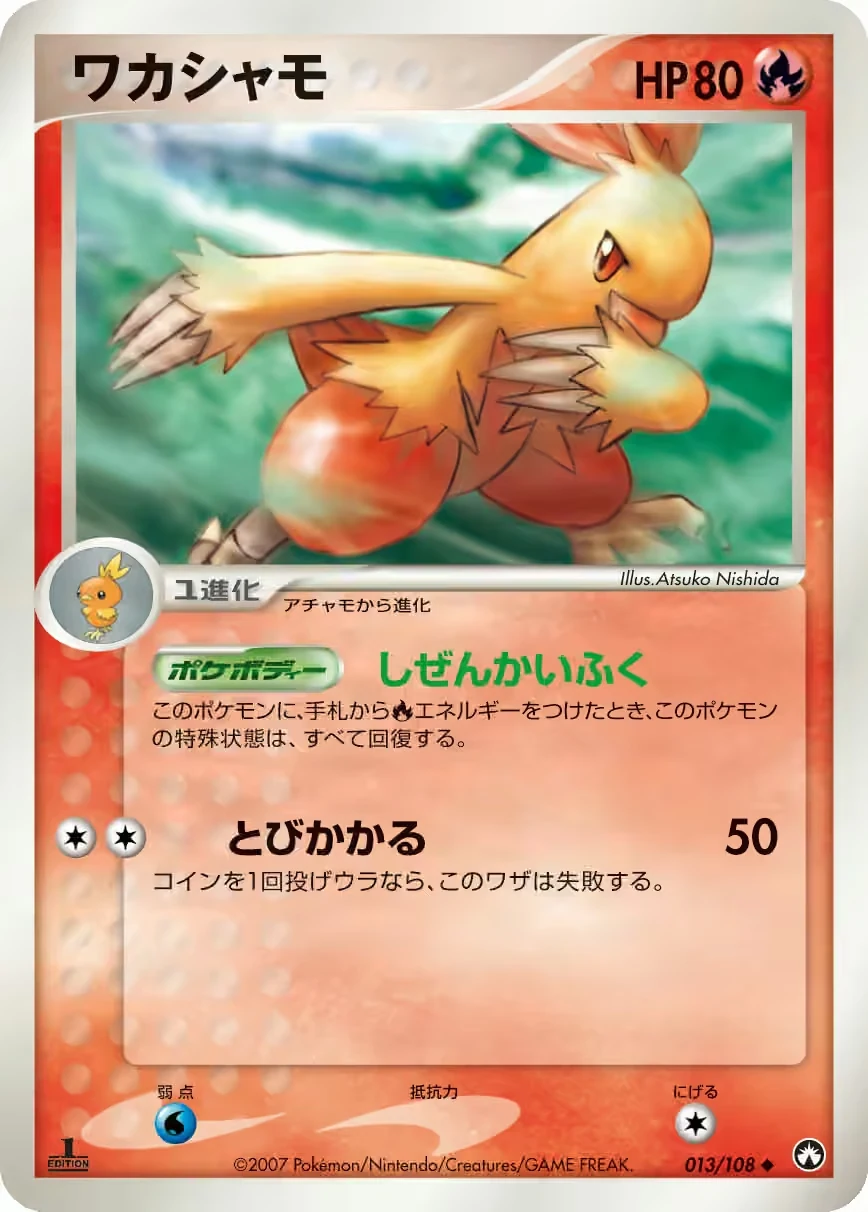 ワカシャモ
HP80
Illus.Atsuko Nishida
1進化
アチャモから進化
ポケボディー しぜんかいふく
このポケモンに、手札からエネルギーをつけたとき、このポケモン
の特殊状態は、すべて回復する。
とびかかる 50
コインを1回投げウラなら、このワザは失敗する。
弱点 抵抗力 にげる
1
EDITION
©2007 Pokémon/Nintendo/Creatures/GAME FREAK.
013/108